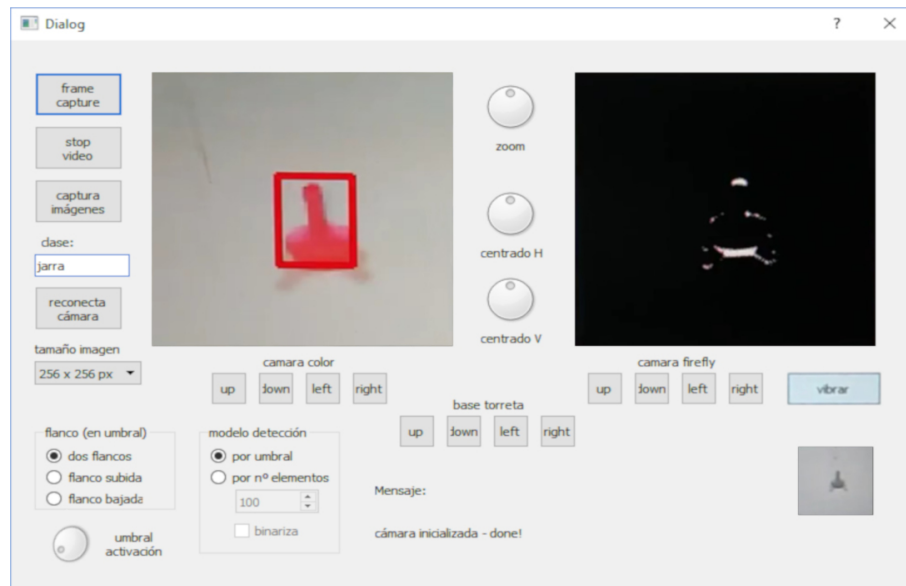 Dialog
?
frame
capture
stop
video
captura
imágenes
clase:
jarra
reconecta
cámara
tamaño imagen
256 x 256 px
zoom
centrado H
centrado V
camara color
up
down
left
right
camara firefly
up
down
left
right
vibrar
base torreta
up
down
left
right
flanco (en umbral)
dos flancos
flanco subida
flanco bajada
umbral
activación
modelo detección
por umbral
por nº elementos
100
binariza
Mensaje:
cámara inicializada - done!